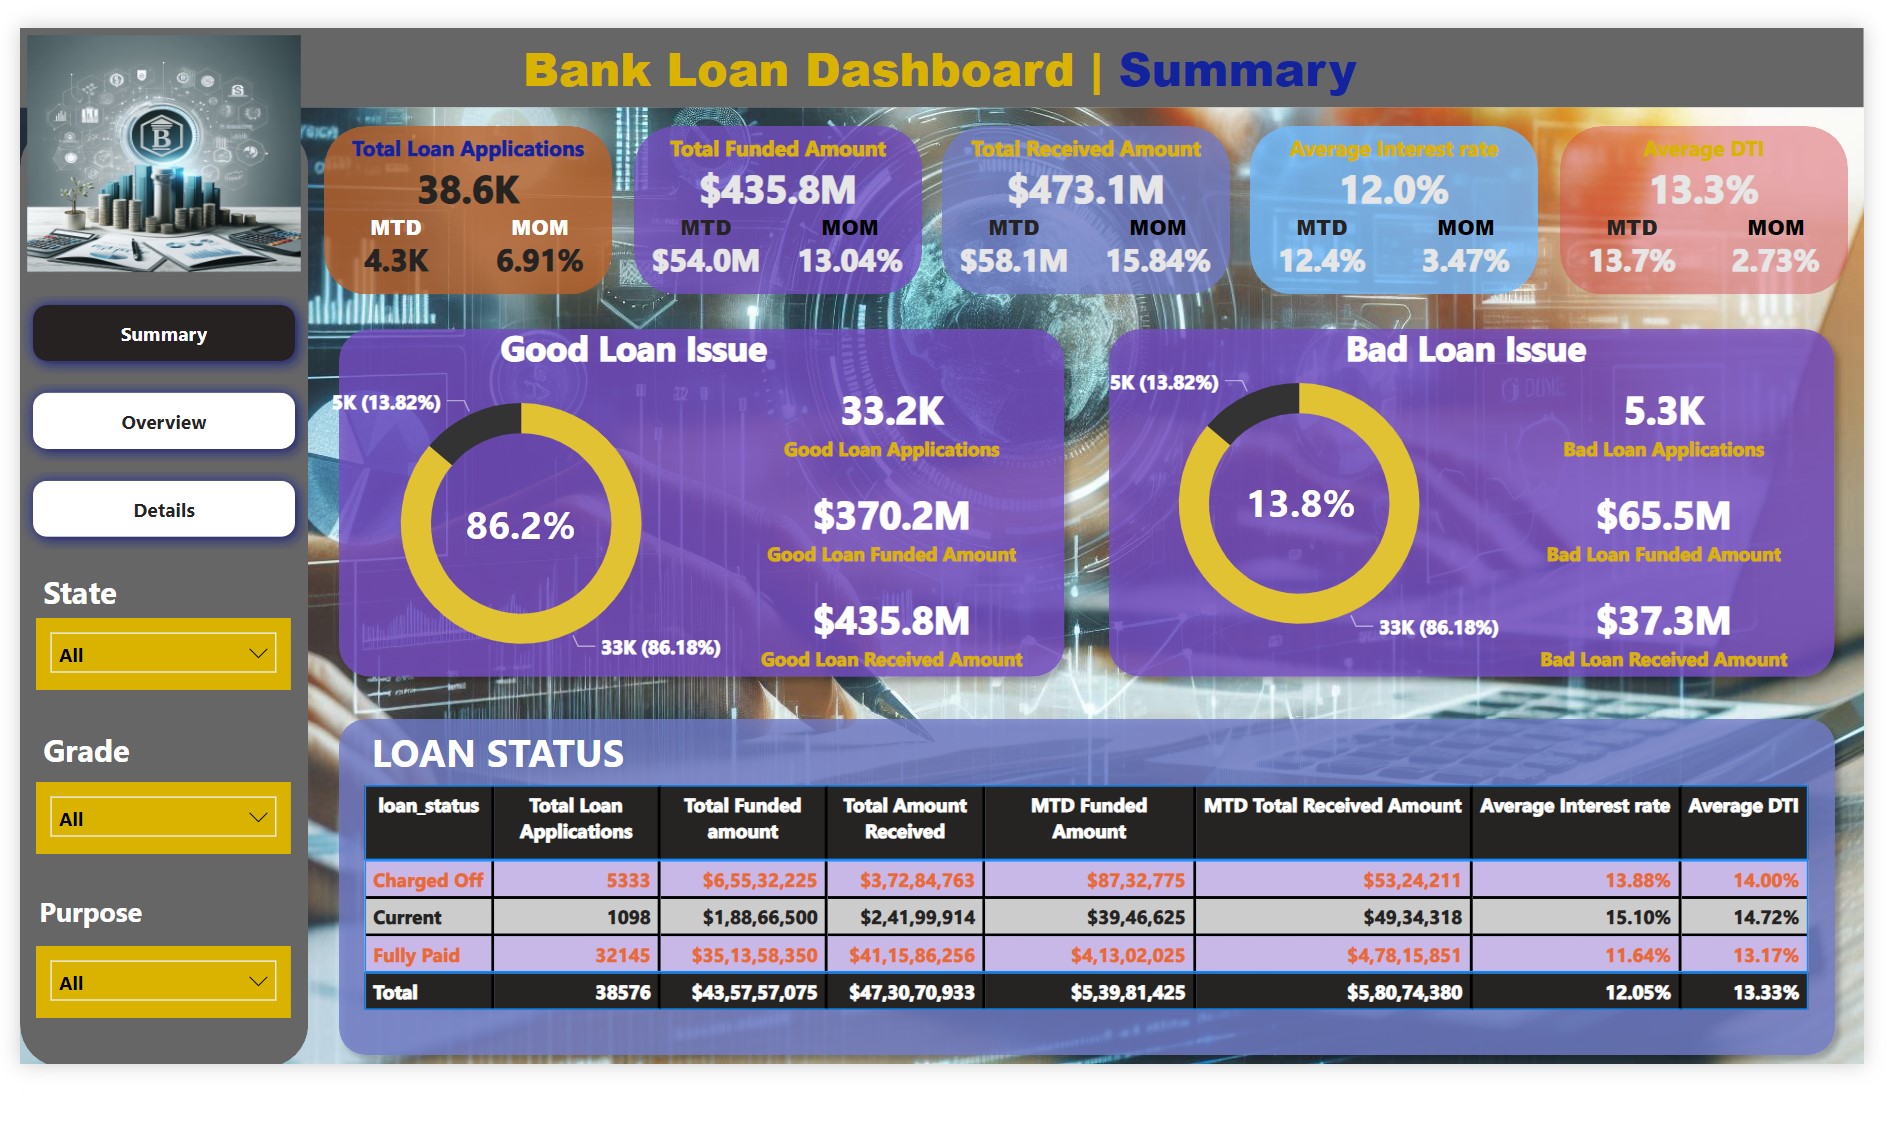 Bank Loan Dashboard | Summary
Total Loan Applications
38.6K
MTD MOM
4.3K 6.91%
Total Funded Amount
$435.8M
MTD MOM
$54.0M 13.04%
Total Received Amount
$473.1M
MTD MOM
$58.1M 15.84%
Average Interest rate
12.0%
MTD MOM
12.4% 3.47%
Average DTI
13.3%
MTD MOM
13.7% 2.73%
Summary
Overview
Details
State
All
Grade
All
Purpose
All
Good Loan Issue
5K (13.82%)
86.2%
33K (86.18%)
33.2K
Good Loan Applications
$370.2M
Good Loan Funded Amount
$435.8M
Good Loan Received Amount
Bad Loan Issue
5K (13.82%)
13.8%
33K (86.18%)
5.3K
Bad Loan Applications
$65.5M
Bad Loan Funded Amount
$37.3M
Bad Loan Received Amount
LOAN STATUS
loan_status Total Loan Total Funded Total Amount MTD Funded MTD Total Received Amount Average Interest rate Average DTI
Applications amount Received Amount
Charged Off 5333 $6,55,32,225 $3,72,84,763 $87,32,775 $53,24,211 13.88% 14.00%
Current 1098 $1,88,66,500 $2,41,99,914 $39,46,625 $49,34,318 15.10% 14.72%
Fully Paid 32145 $35,13,58,350 $41,15,86,256 $4,13,02,025 $4,78,15,851 11.64% 13.17%
Total 38576 $43,57,57,075 $47,30,70,933 $5,39,81,425 $5,80,74,380 12.05% 13.33%